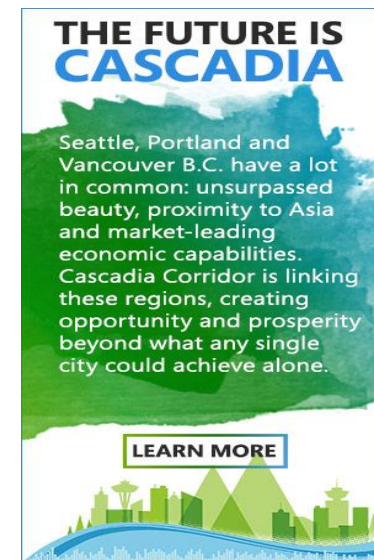 THE FUTURE IS
CASCADIA
Seattle, Portland and
Vancouver B.C. have a lot
in common: unsurpassed
beauty, proximity to Asia
and market-leading
economic capabilities.
Cascadia Corridor is linking
these regions, creating
opportunity and prosperity
beyond what any single
city could achieve alone.
LEARN MORE